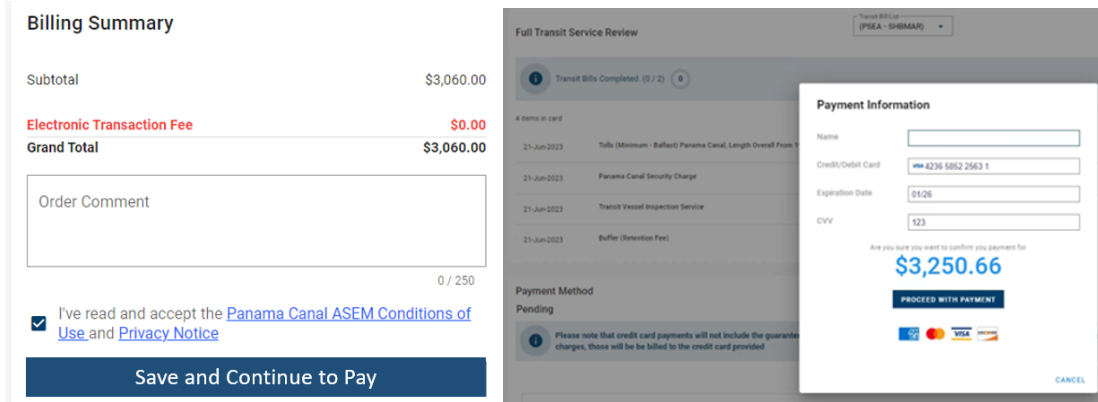 Billing Summary
Subtotal $3,060.00
Electronic Transaction Fee $0.00
Grand Total $3,060.00
Order Comment
0 / 250
I've read and accept the Panama Canal ASEM Conditions of
Use and Privacy Notice
Save and Continue to Pay
Full Transit Service Review
Transit Bill List
(PSEA - SHBMAR)
Transit Bills Completed (0 / 2) 0
4 items in card
21-Jun-2023 Tolls (Minimum - Ballast) Panama Canal, Length Overall From
21-Jun-2023 Panama Canal Security Charge
21-Jun-2023 Transit Vessel Inspection Service
21-Jun-2023 Buffer (Retention Fee)
Payment Method
Pending
Please note that credit card payments will not include the guarantee
charges, those will be be billed to the credit card provided
Payment Information
Name
Credit/Debit Card VISA 4236 5852 2563 1
Expiration Date 01/26
CVV 123
Are you sure you want to confirm you payment for
$3,250.66
PROCEED WITH PAYMENT
VISA
CANCEL